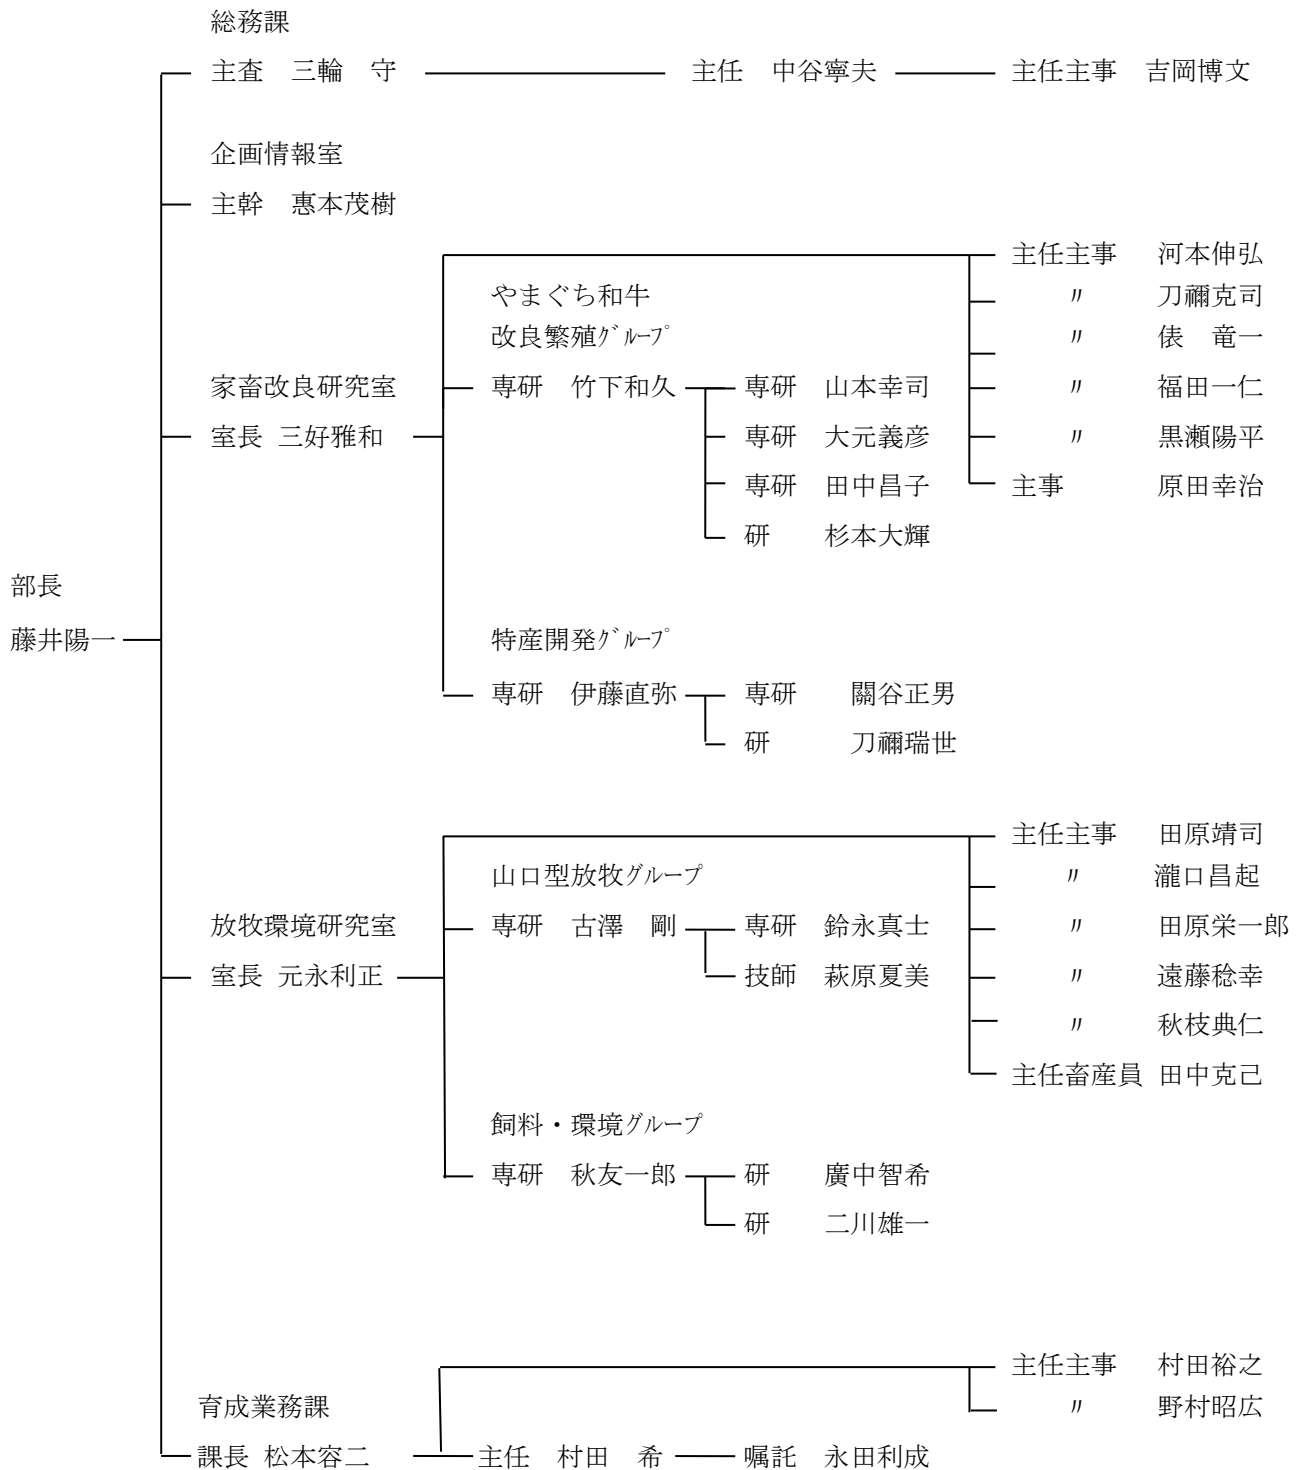 総務課
主査　三輪　守　主任　中谷寧夫　主任主事　吉岡博文
企画情報室
主幹　惠本茂樹
主任主事　河本伸弘
やまぐち和牛　〃　刀禰克司
改良繁殖ｸﾞﾙｰﾌﾟ　〃　俵　竜一
家畜改良研究室　専研　竹下和久　専研　山本幸司　〃　福田一仁
室長 三好雅和　専研　大元義彦　〃　黒瀬陽平
専研　田中昌子　主事　原田幸治
研　杉本大輝
部長
藤井陽一　特産開発ｸﾞﾙｰﾌﾟ
専研　伊藤直弥　専研　關谷正男
研　刀禰瑞世
主任主事　田原靖司
山口型放牧ｸﾞﾙｰﾌﾟ　〃　瀧口昌起
放牧環境研究室　専研　古澤　剛　専研　鈴永真士　〃　田原栄一郎
室長 元永利正　技師　萩原夏美　〃　遠藤稔幸
〃　秋枝典仁
主任畜産員 田中克己
飼料・環境ｸﾞﾙｰﾌﾟ
専研　秋友一郎　研　廣中智希
研　二川雄一
主任主事　村田裕之
育成業務課　〃　野村昭広
課長 松本容二　主任　村田　希　嘱託　永田利成